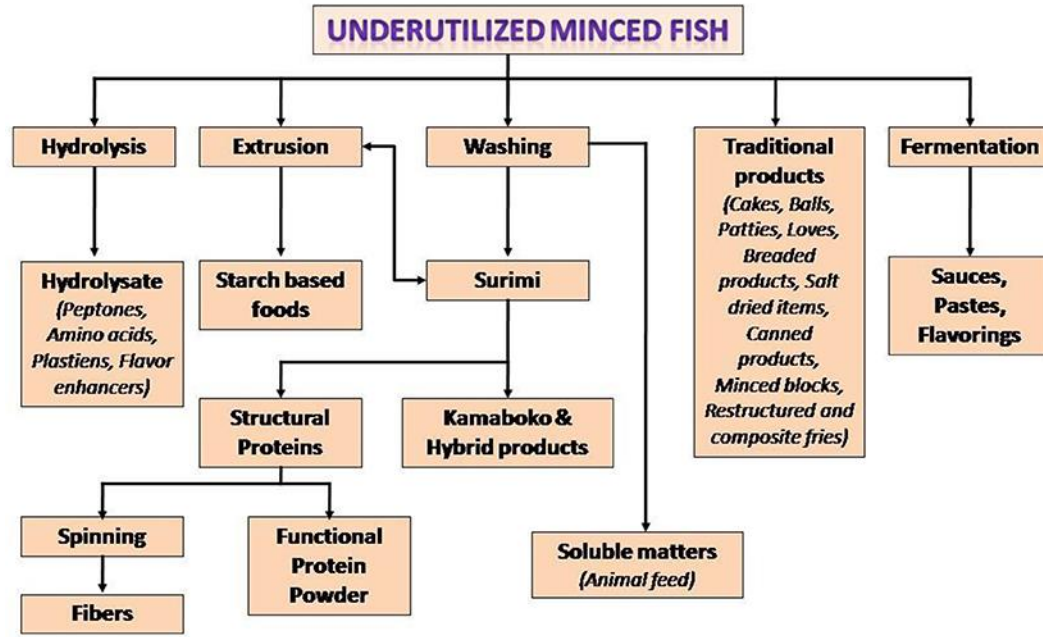 UNDERUTILIZED MINCED FISH
Hydrolysis
Extrusion
Washing
Traditional
products
(Cakes, Balls,
Patties, Loves,
Breaded
products, Salt
dried items,
Canned
products,
Minced blocks,
Restructured and
composite fries)
Fermentation
Hydrolysate
(Peptones,
Amino acids,
Plastiens, Flavor
enhancers)
Starch based
foods
Surimi
Sauces,
Pastes,
Flavorings
Structural
Proteins
Kamaboko &
Hybrid products
Spinning
Functional
Protein
Powder
Soluble matters
(Animal feed)
Fibers